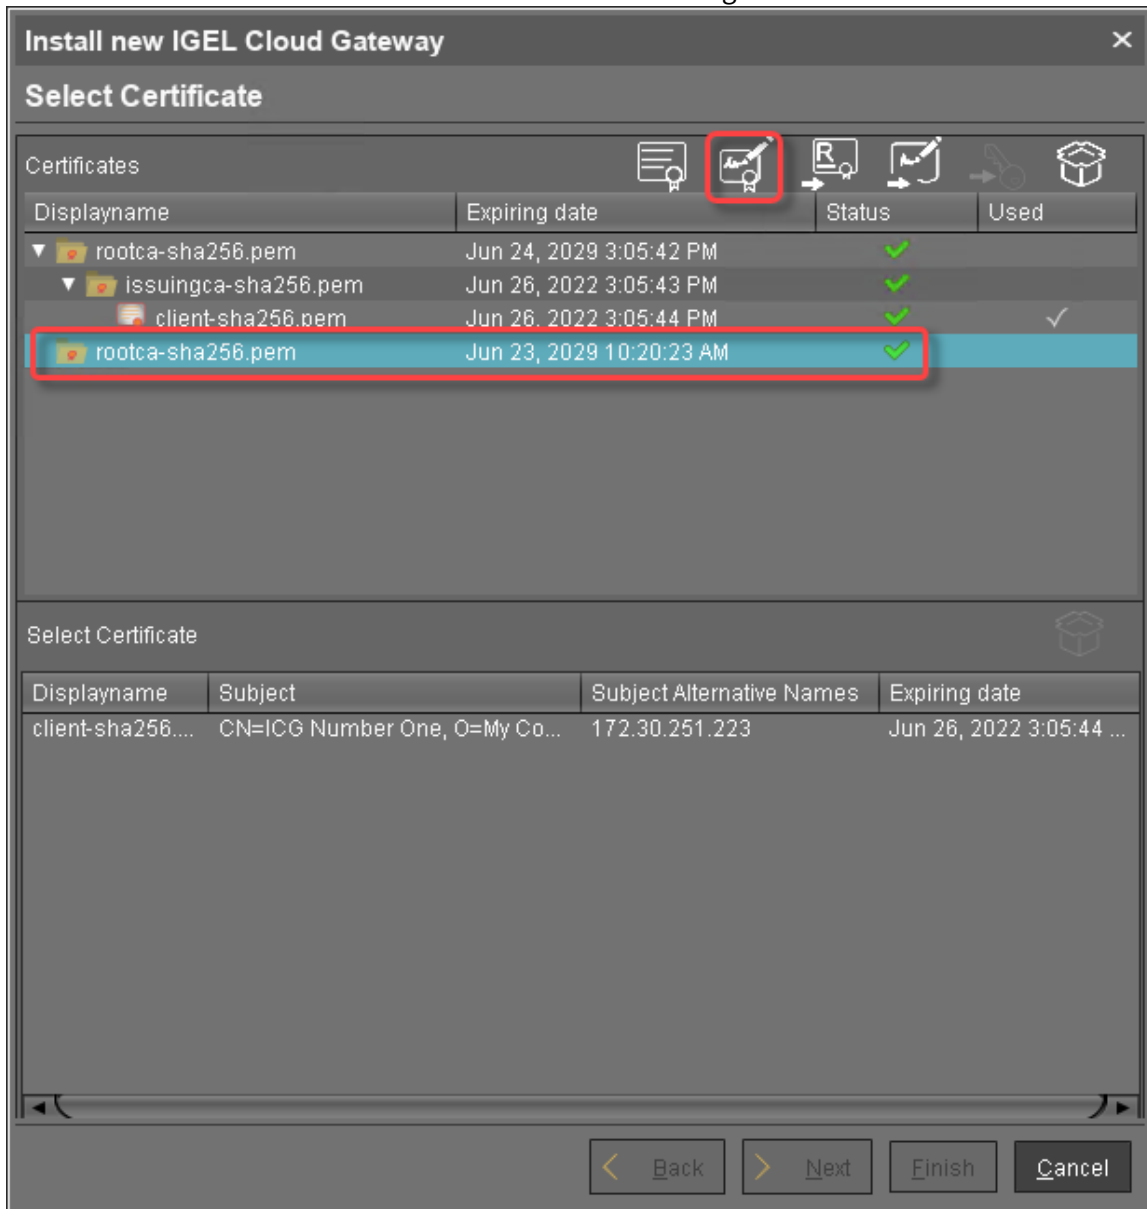 Install new IGEL Cloud Gateway
Select Certificate
Certificates
Displayname Expiring date Status Used
rootca-sha256.pem Jun 24, 2029 3:05:42 PM
issuingca-sha256.pem Jun 26, 2022 3:05:43 PM
client-sha256.pem Jun 26, 2022 3:05:44 PM
rootca-sha256.pem Jun 23, 2029 10:20:23 AM
Select Certificate
Displayname Subject Subject Alternative Names Expiring date
client-sha256.... CN=ICG Number One, O=My Co... 172.30.251.223 Jun 26, 2022 3:05:44 ...
Back Next Finish Cancel